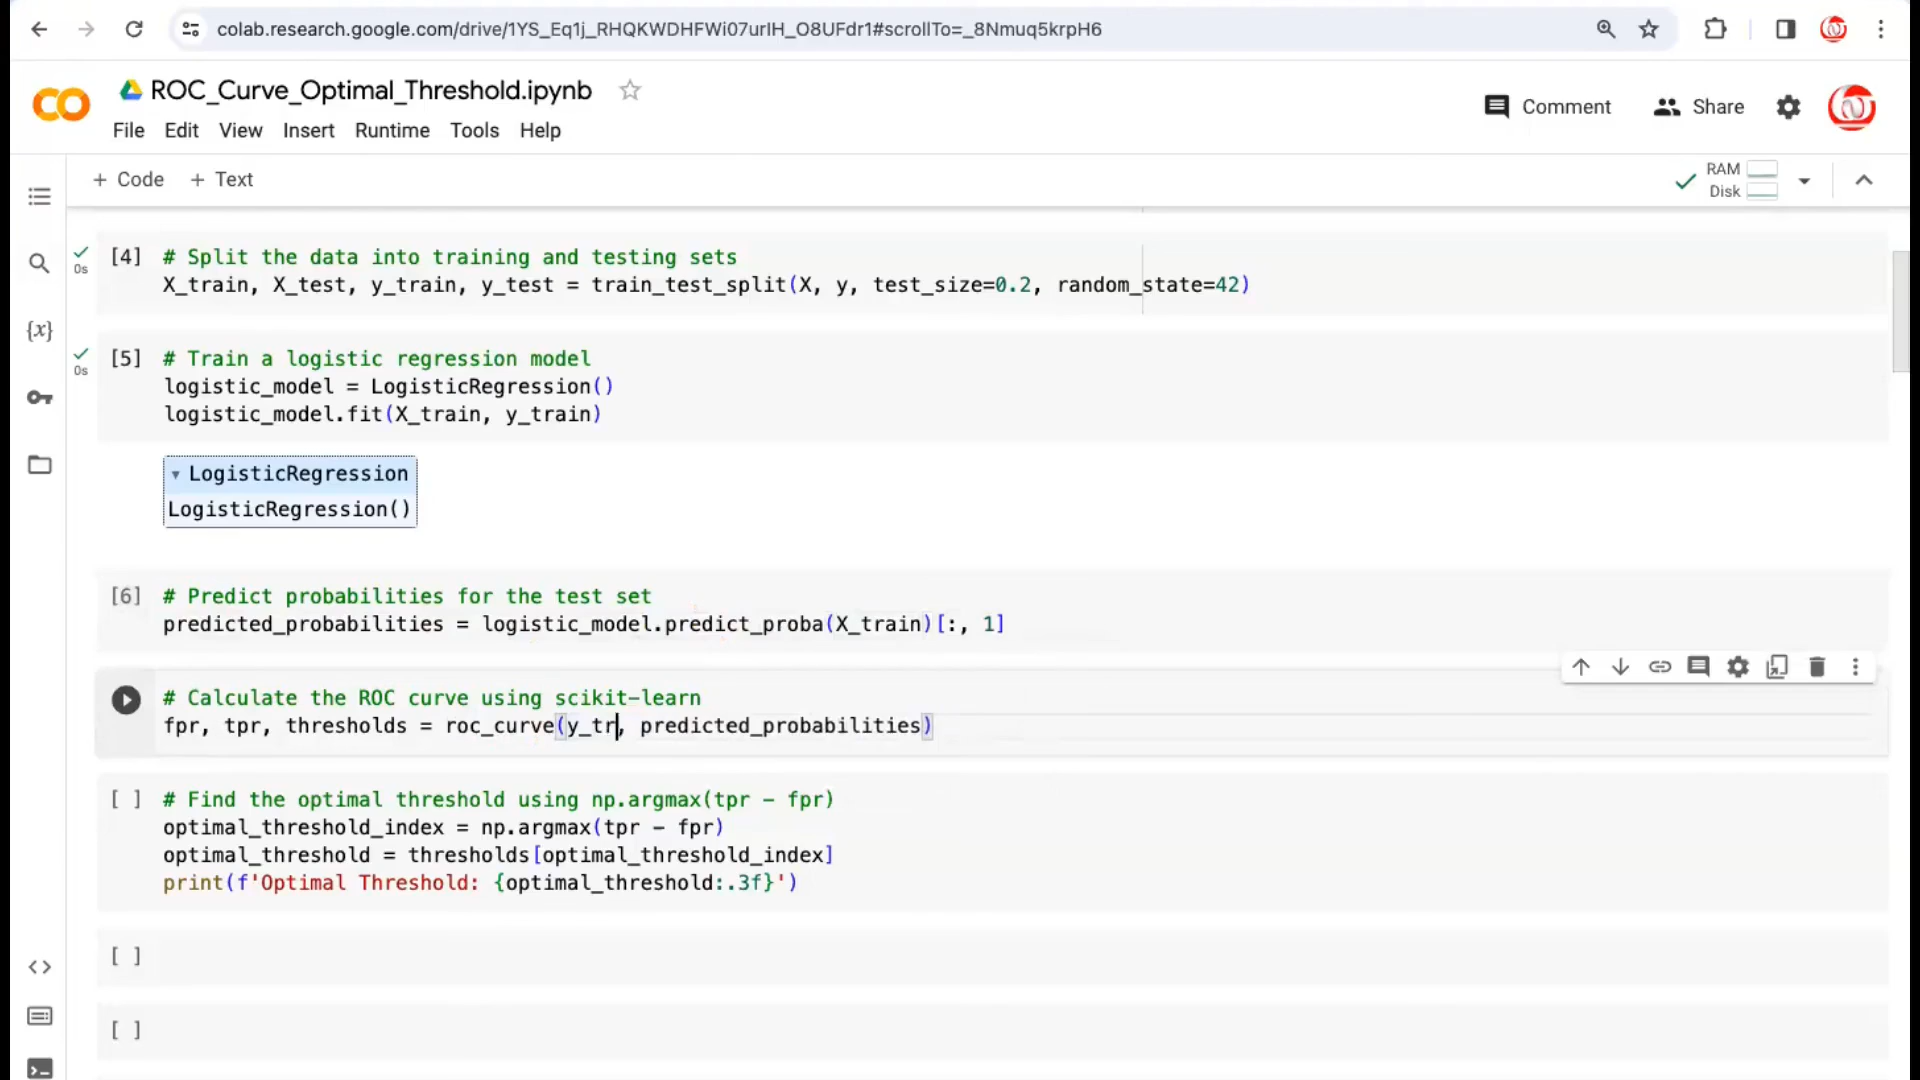 colab.research.google.com/drive/1YS_Eq1j_RHQKWDHFWi07urIH_O8UFdr1#scrollTo=_8Nmuq5krpH6
CO
ROC_Curve_Optimal_Threshold.ipynb
File Edit View Insert Runtime Tools Help
Comment
Share
+ Code + Text
RAM
Disk
[4] # Split the data into training and testing sets
0s
X_train, X_test, y_train, y_test = train_test_split(X, y, test_size=0.2, random_state=42)
{x}
[5] # Train a logistic regression model
0s
logistic_model = LogisticRegression()
logistic_model.fit(X_train, y_train)
▾ LogisticRegression
LogisticRegression()
[6] # Predict probabilities for the test set
predicted_probabilities = logistic_model.predict_proba(X_train)[:, 1]
# Calculate the ROC curve using scikit-learn
fpr, tpr, thresholds = roc_curve(y_tr, predicted_probabilities)
[ ] # Find the optimal threshold using np.argmax(tpr - fpr)
optimal_threshold_index = np.argmax(tpr - fpr)
optimal_threshold = thresholds[optimal_threshold_index]
print(f'Optimal Threshold: {optimal_threshold:.3f}')
[ ]
[ ]